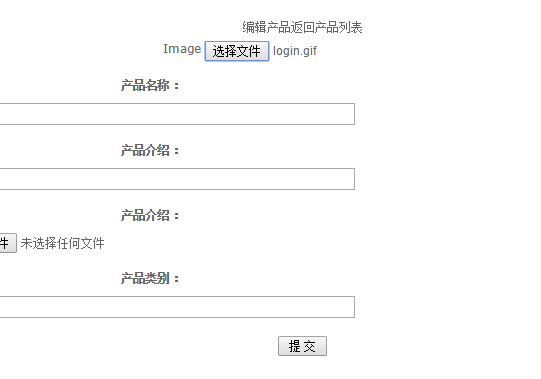 编辑产品返回产品列表
Image 选择文件 login.gif
产品名称：
产品介绍：
产品介绍：
件 未选择任何文件
产品类别：
提 交